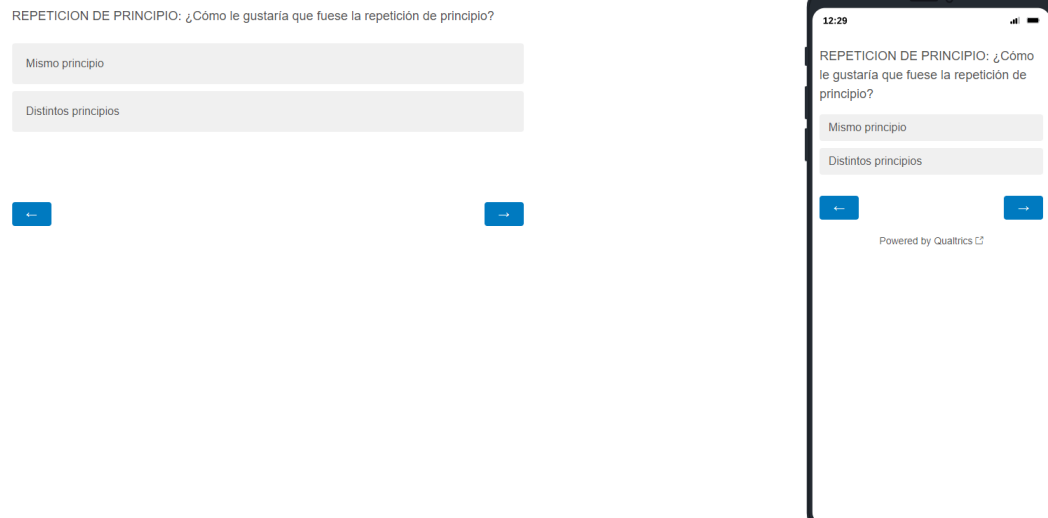 REPETICION DE PRINCIPIO: ¿Cómo le gustaría que fuese la repetición de principio?
Mismo principio
Distintos principios
←
→
12:29
REPETICION DE PRINCIPIO: ¿Cómo
le gustaría que fuese la repetición de
principio?
Mismo principio
Distintos principios
←
→
Powered by Qualtrics